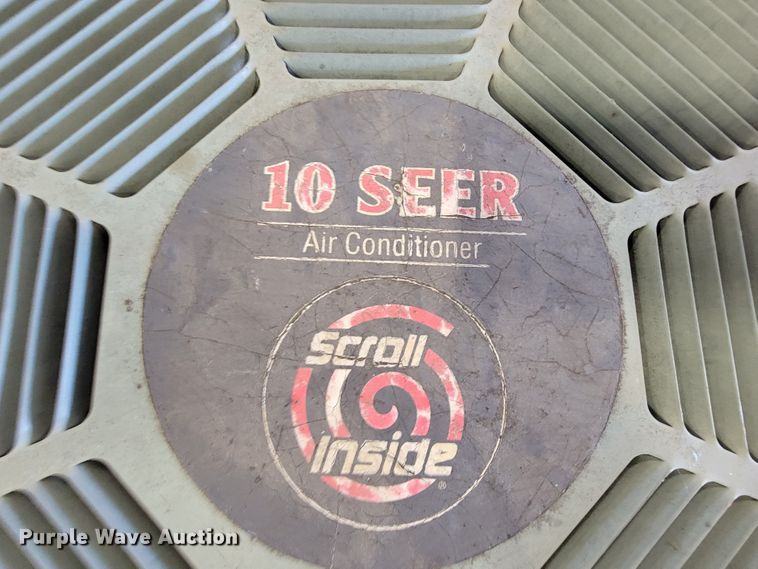 10 SEER
Air Conditioner
Scroll
inside
®
Purple Wave Auction